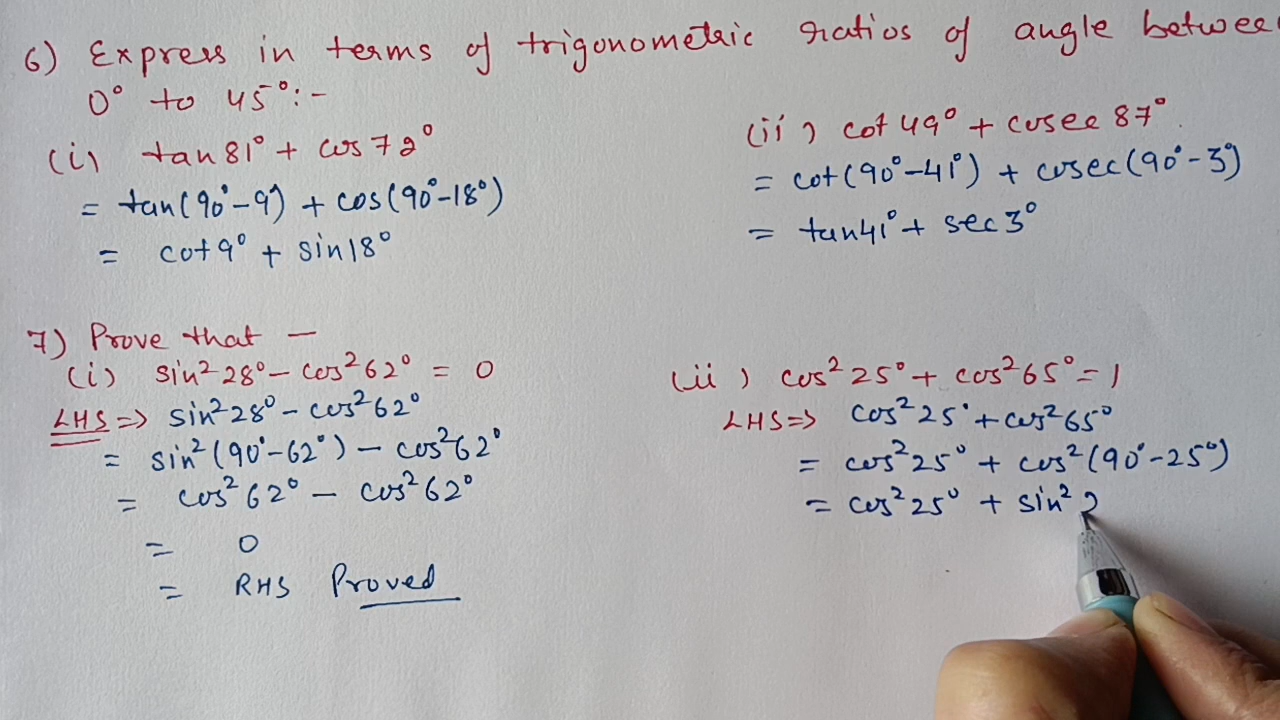 6) Express in terms of trigonometric ratios of angle betwee
0° to 45°:-
(i) tan 81° + cos 72°
= tan(90°-9°) + cos(90°-18°)
= cot 9° + sin 18°
(ii) cot 49° + cosec 87°.
= cot(90°-41°) + cosec(90°-3°)
= tan 41° + sec 3°
7) Prove that —
(i) sin² 28° - cos² 62° = 0
LHS => sin² 28° - cos² 62°
= sin² (90°-62°) - cos² 62°
= cos² 62° - cos² 62°
= 0
= RHS Proved
(ii) cos² 25° + cos² 65° = 1
LHS => cos² 25° + cos² 65°
= cos² 25° + cos² (90°-25°)
= cos² 25° + sin² 2